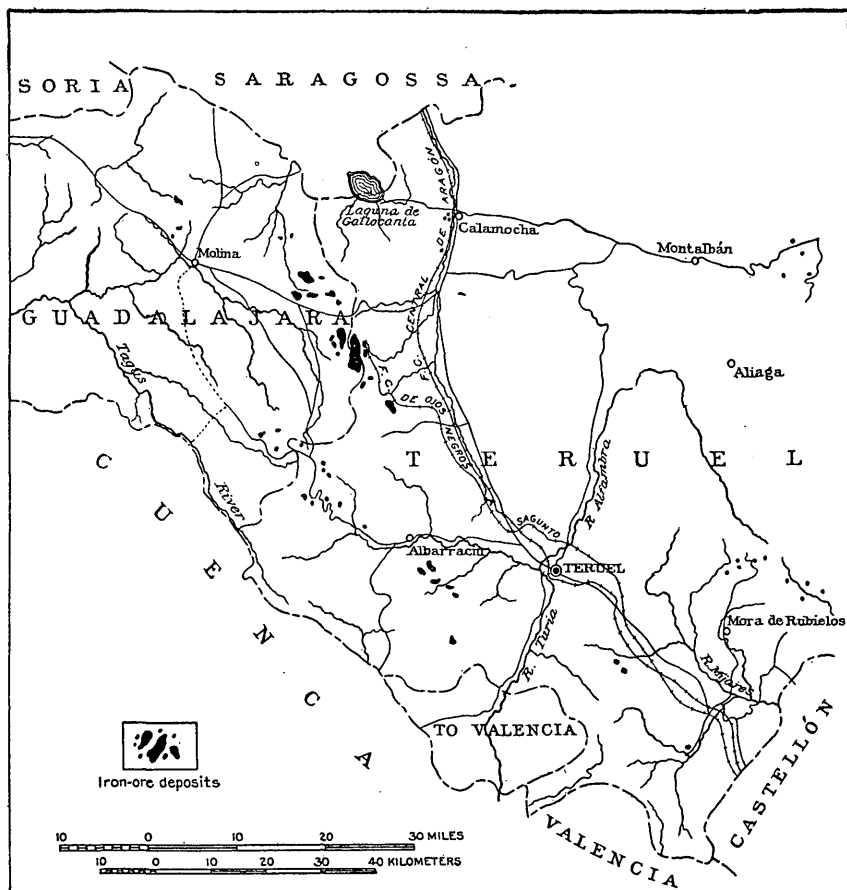 SORIA
SARAGOSSA
Laguna de
Gallocanta
Calamocha
Montalbán
Molina
GUADALAJARA
Tagus
River
Aliaga
F. C. CENTRAL DE ARAGÓN
F. C. DE OJOS NEGROS
SAGUNTO
TERUEL
R. Alfambra
CUENCA
Albarracin
TERUEL
Mora de Rubielos
R. Turia
R. Mijares
TO VALENCIA
CASTELLÓN
VALENCIA
Iron-ore deposits
10 0 10 20 30 MILES
10 0 10 20 30 40 KILOMETERS